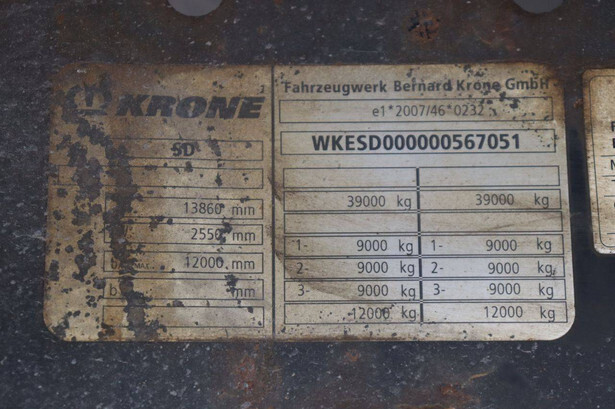 KRONE
Fahrzeugwerk Bernard Krone GmbH
e1*2007/46*0232
SD
WKESD000000567051
13860 mm
39000 kg 39000 kg
2550 mm
1- 9000 kg 1- 9000 kg
12000 mm
2- 9000 kg 2- 9000 kg
b mm
3- 9000 kg 3- 9000 kg
12000 kg 12000 kg